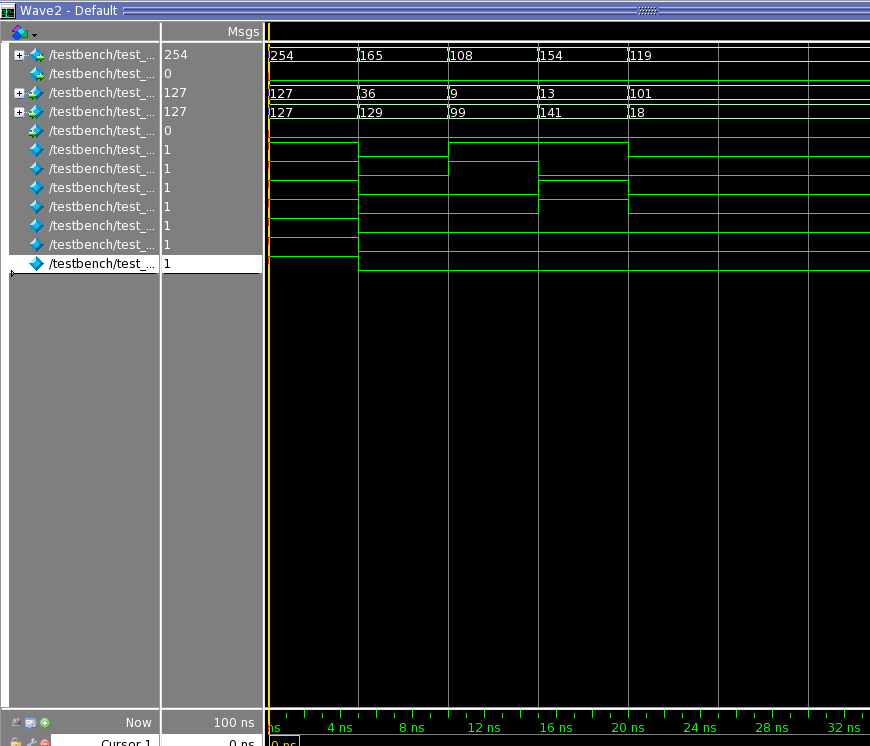 Wave2 - Default
Msgs
/testbench/test_... 254 254 165 108 154 119
/testbench/test_... 0
/testbench/test_... 127 127 36 9 13 101
/testbench/test_... 127 127 129 99 141 18
/testbench/test_... 0
/testbench/test_... 1
/testbench/test_... 1
/testbench/test_... 1
/testbench/test_... 1
/testbench/test_... 1
/testbench/test_... 1
/testbench/test_... 1
Now 100 ns ns 4 ns 8 ns 12 ns 16 ns 20 ns 24 ns 28 ns 32 ns
Cursor 1 0 ns 0 ns